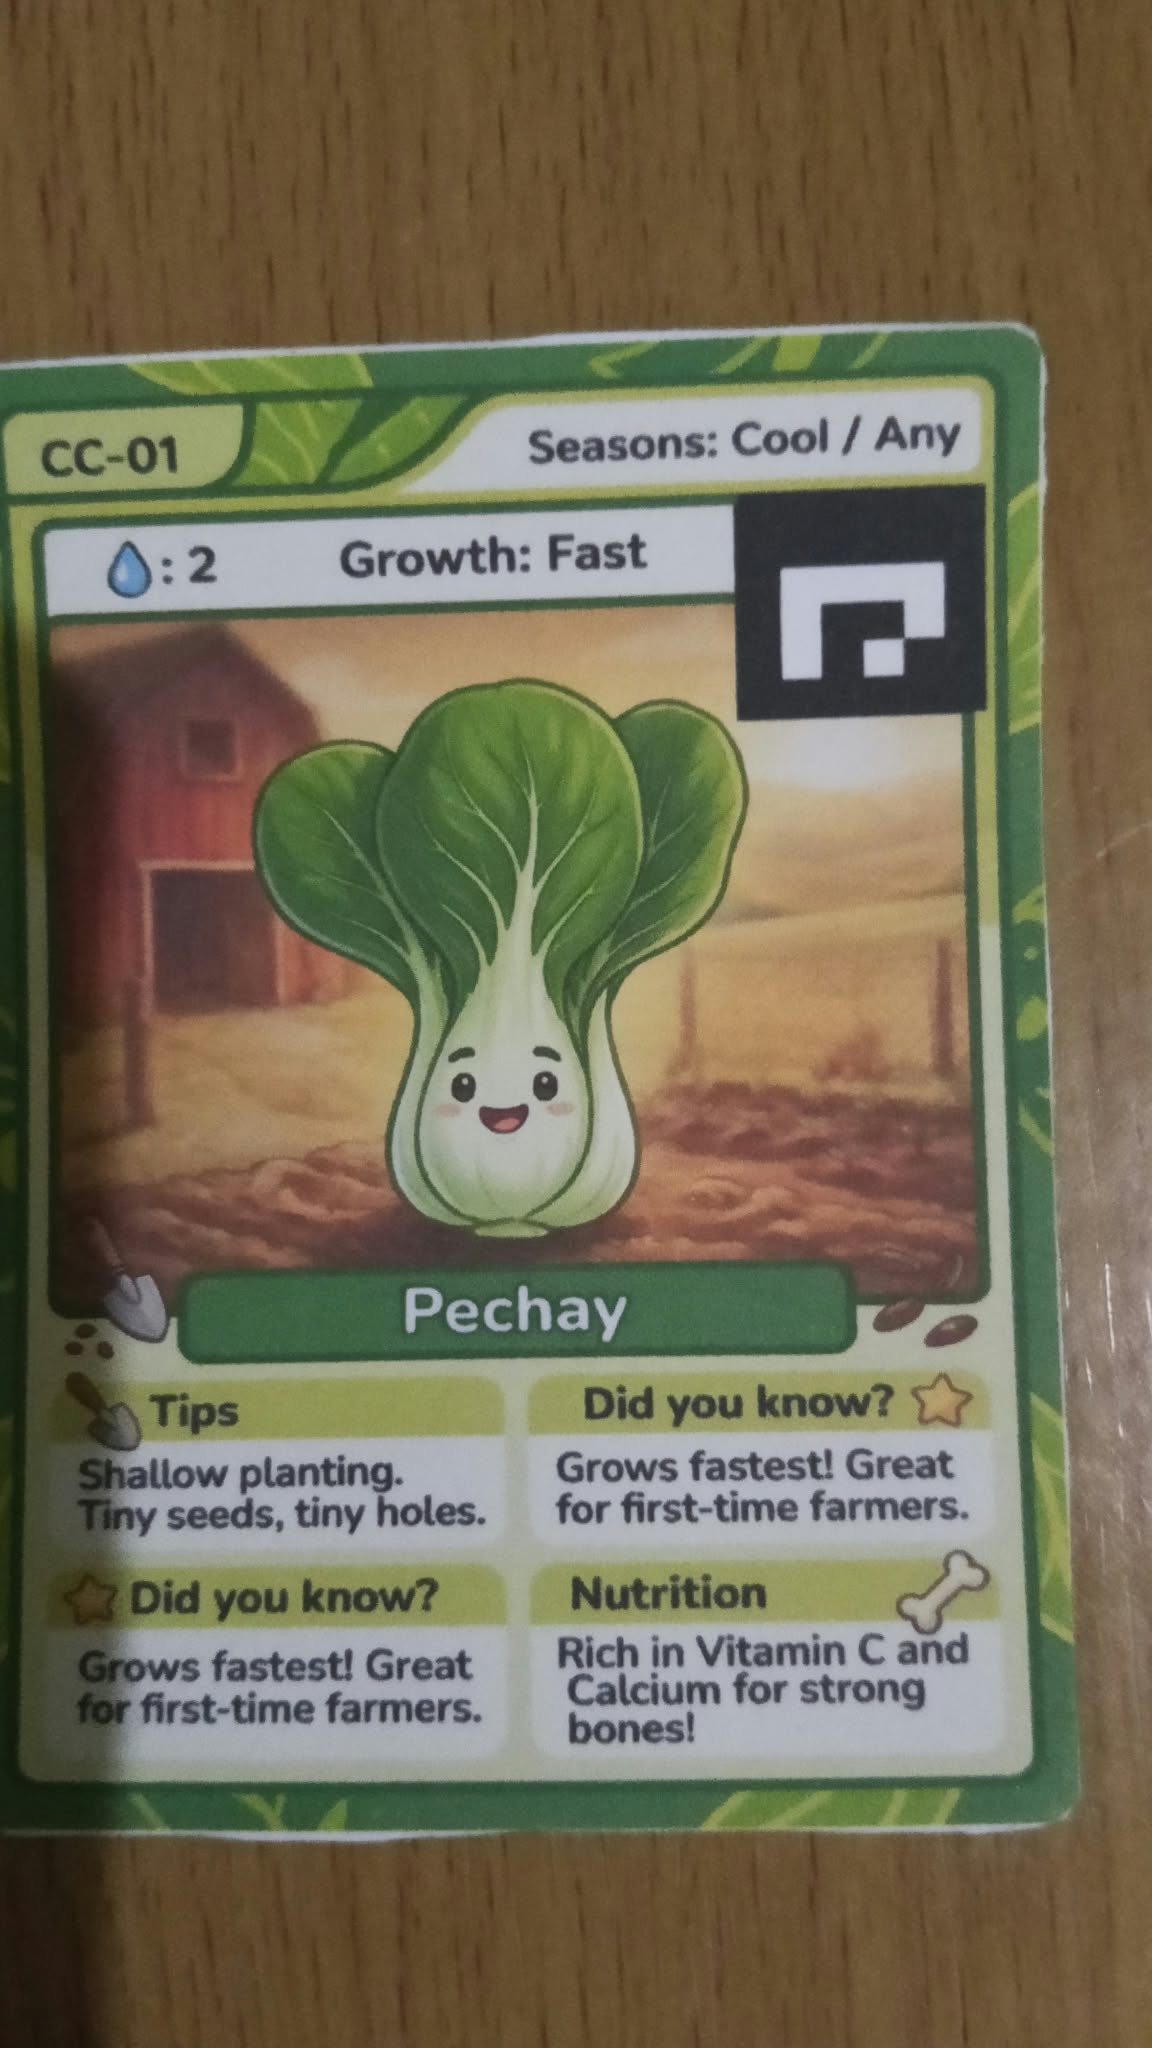 CC-01
Seasons: Cool / Any
: 2
Growth: Fast
Pechay
Tips
Shallow planting.
Tiny seeds, tiny holes.
Did you know?
Grows fastest! Great
for first-time farmers.
Did you know?
Grows fastest! Great
for first-time farmers.
Nutrition
Rich in Vitamin C and
Calcium for strong
bones!